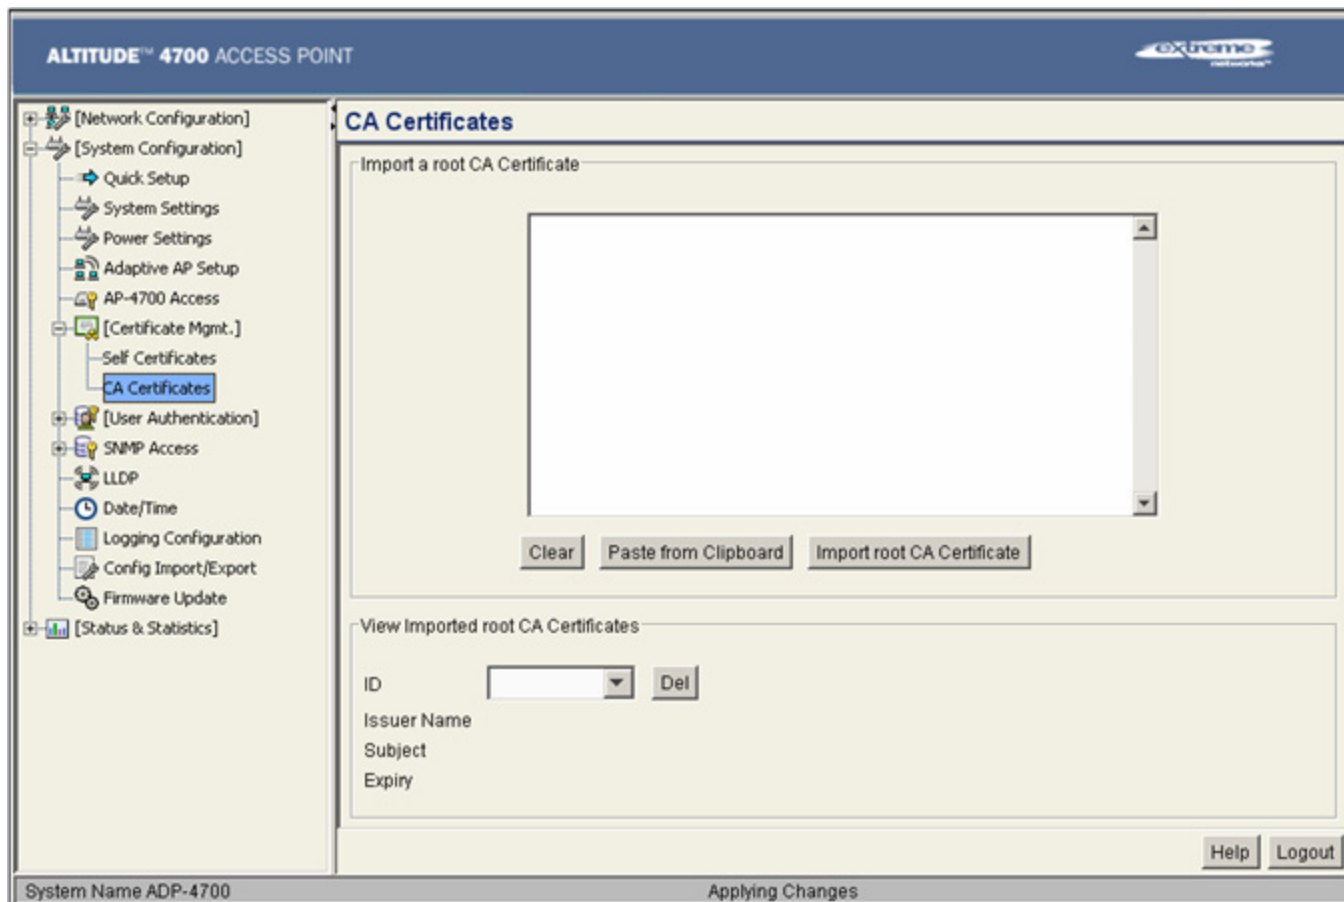 ALTITUDE™ 4700 ACCESS POINT
extreme
networks™
[Network Configuration]
[System Configuration]
Quick Setup
System Settings
Power Settings
Adaptive AP Setup
AP-4700 Access
[Certificate Mgmt.]
Self Certificates
CA Certificates
[User Authentication]
SNMP Access
LLDP
Date/Time
Logging Configuration
Config Import/Export
Firmware Update
[Status & Statistics]
CA Certificates
Import a root CA Certificate
Clear
Paste from Clipboard
Import root CA Certificate
View Imported root CA Certificates
ID
Del
Issuer Name
Subject
Expiry
Help
Logout
System Name ADP-4700
Applying Changes